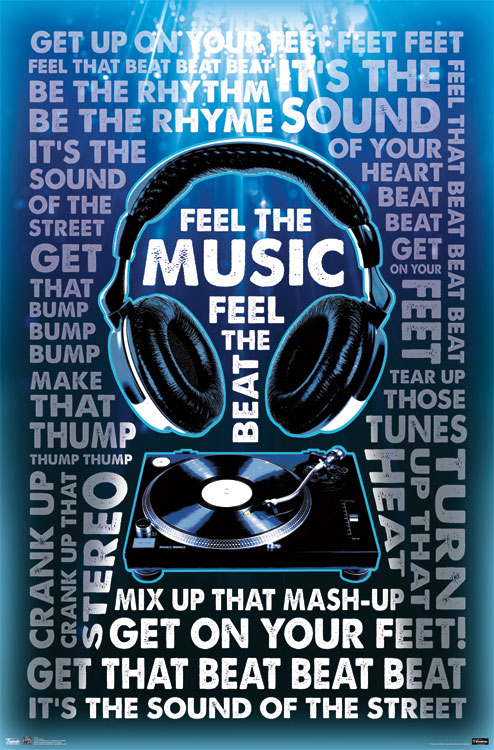 GET UP ON YOUR FEET FEET FEET
FEEL THAT BEAT BEAT BEAT
BE THE RHYTHM
BE THE RHYME
IT'S THE
SOUND
OF YOUR
HEART
BEAT
BEAT
GET
ON YOUR
FEET
FEEL THAT BEAT BEAT BEAT
IT'S THE
SOUND
OF THE
STREET
GET
THAT
BUMP
BUMP
BUMP
MAKE
THAT
THUMP
THUMP THUMP
FEEL THE
MUSIC
FEEL
THE
BEAT
TEAR UP
THOSE
TUNES
CRANK UP
CRANK UP THAT
STEREO
HEAT
UP THAT
TURN
MIX UP THAT MASH-UP
GET ON YOUR FEET!
GET THAT BEAT BEAT BEAT
IT'S THE SOUND OF THE STREET